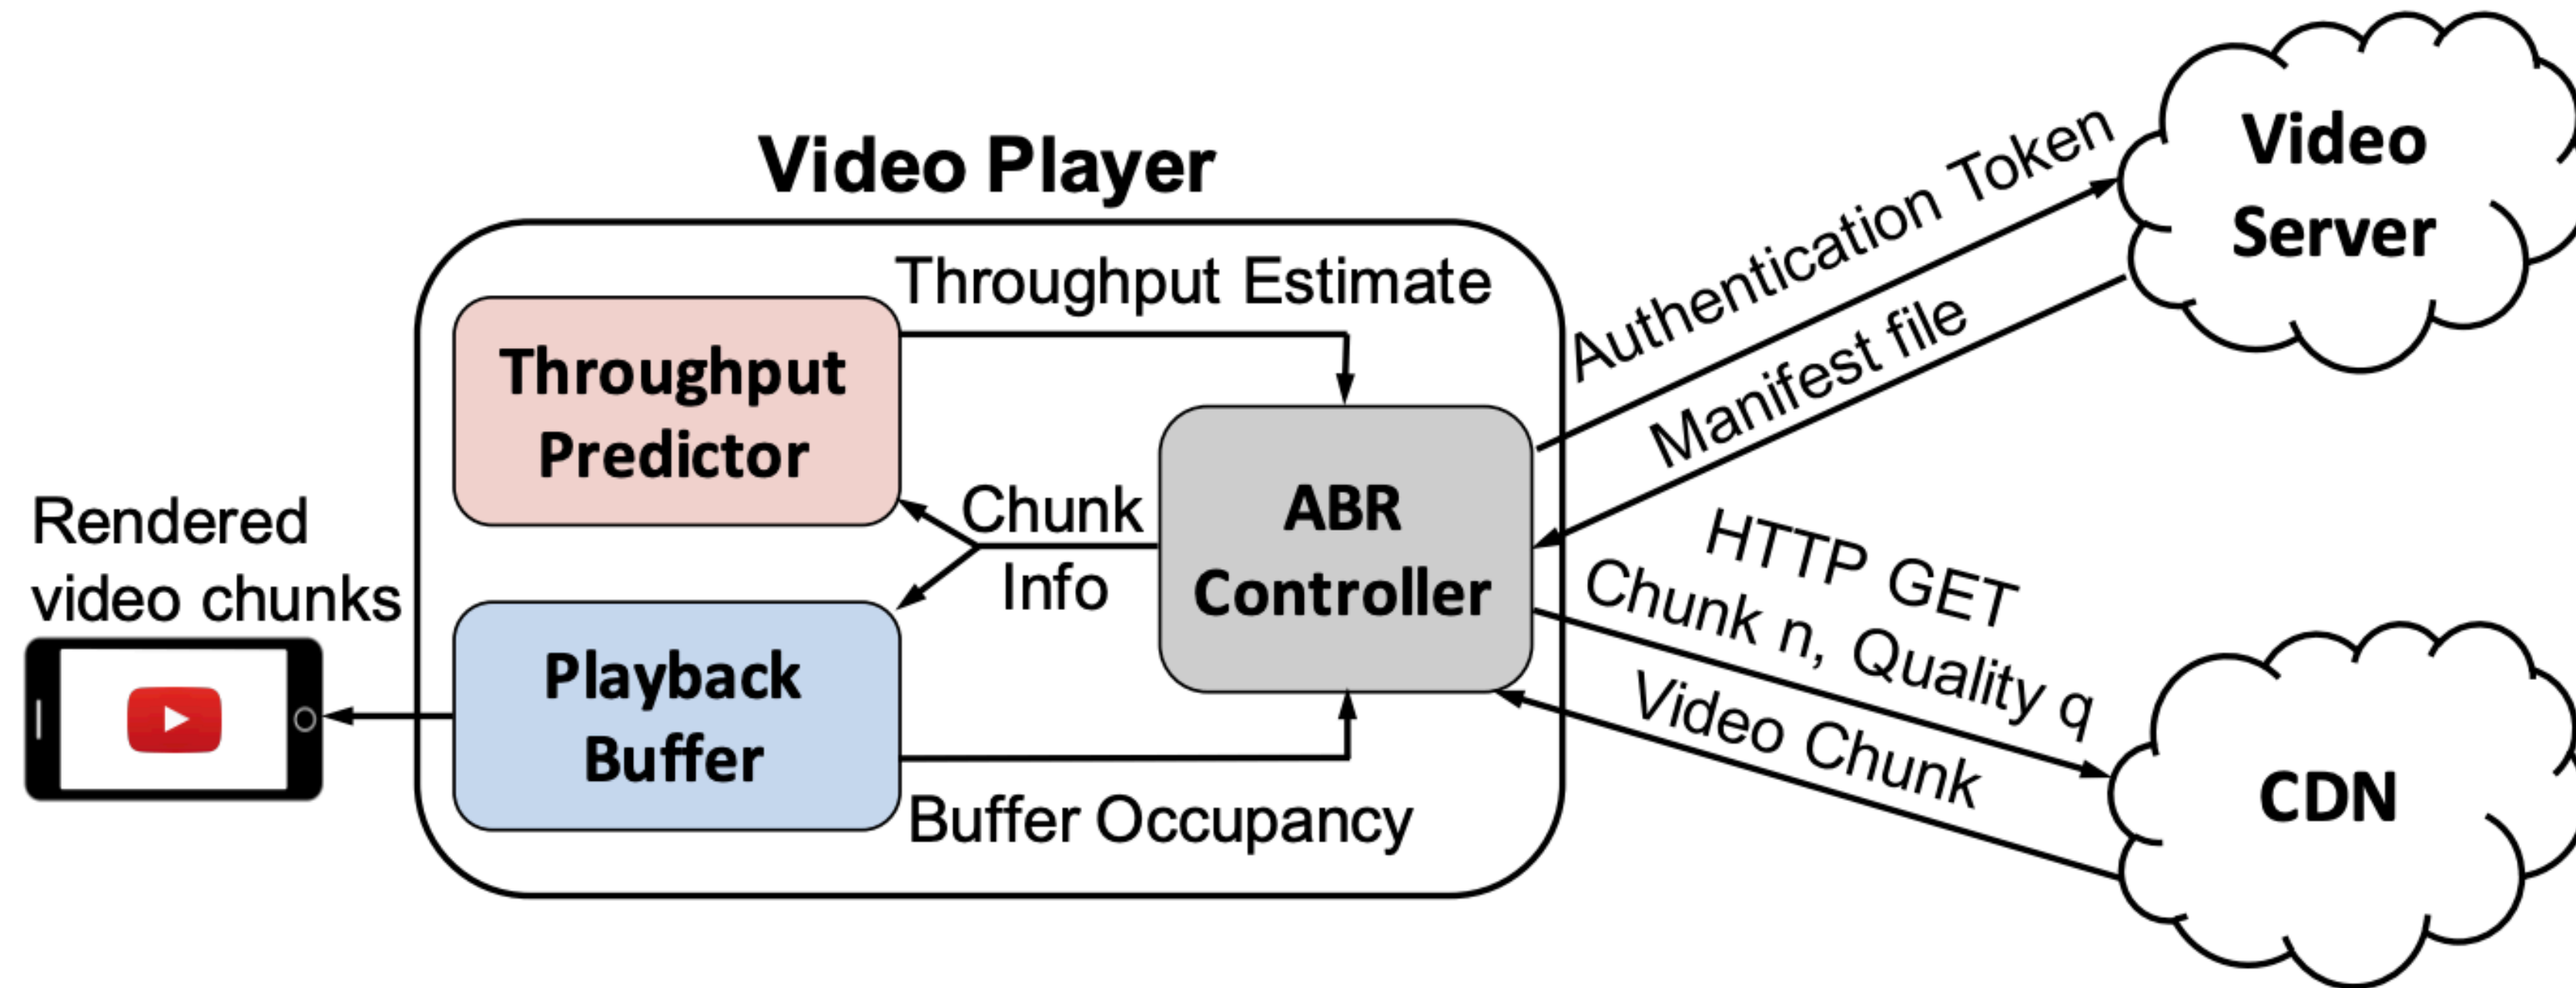 Video Player
Throughput Estimate
Throughput
Predictor
Chunk
Info
ABR
Controller
Playback
Buffer
Buffer Occupancy
Rendered
video chunks
Authentication Token
Manifest file
Video
Server
HTTP GET
Chunk n, Quality q
Video Chunk
CDN